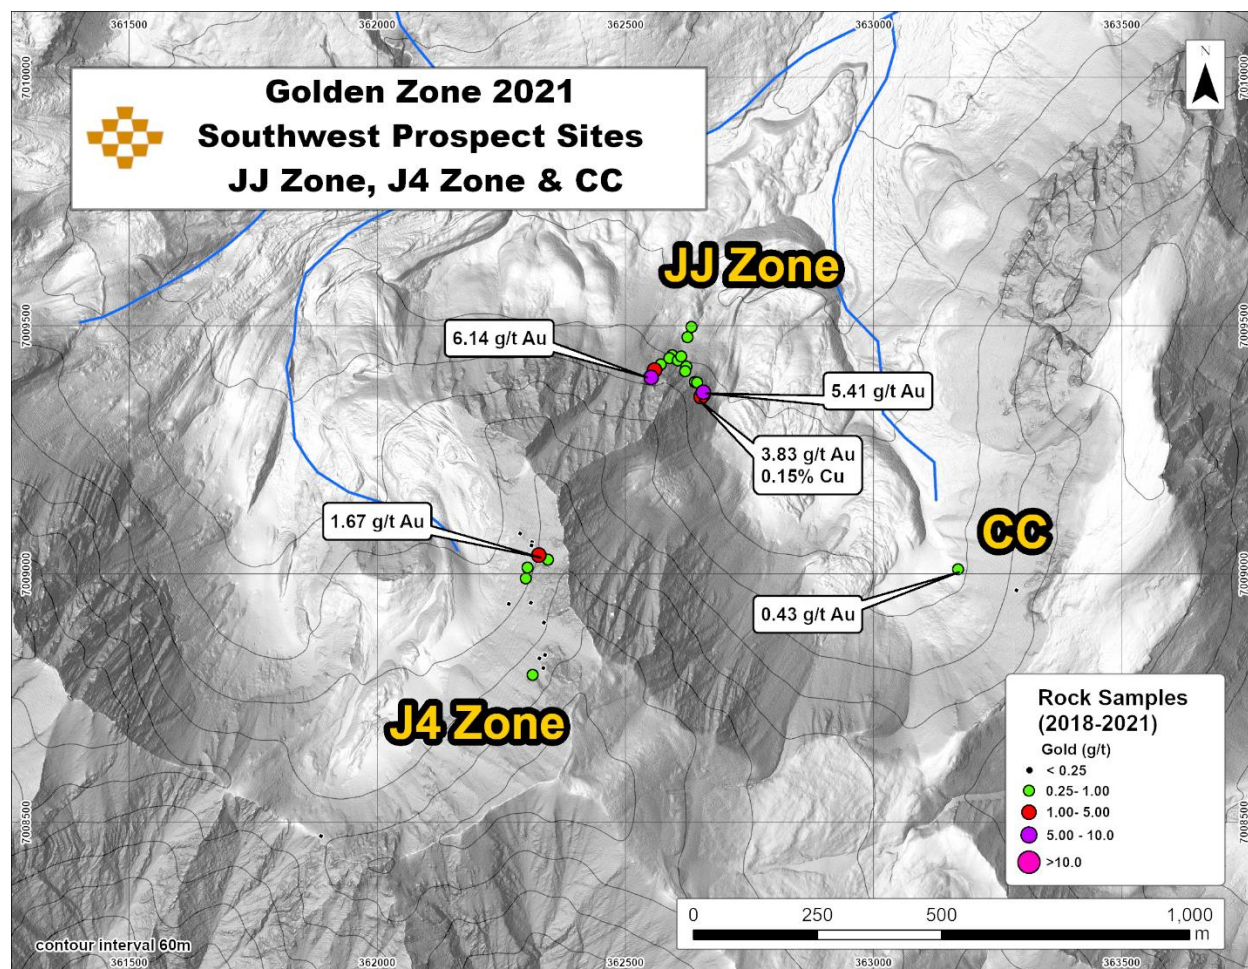 361500
362000
362500
363000
363500
7010000
7010000
N
Golden Zone 2021
Southwest Prospect Sites
JJ Zone, J4 Zone & CC
JJ Zone
7009500
7009500
6.14 g/t Au
5.41 g/t Au
3.83 g/t Au
0.15% Cu
1.67 g/t Au
CC
7009000
7009000
0.43 g/t Au
J4 Zone
Rock Samples
(2018-2021)
Gold (g/t)
< 0.25
0.25- 1.00
1.00- 5.00
5.00 - 10.0
>10.0
7008500
7008500
0 250 500 1,000
m
contour interval 60m
361500
362000
362500
363000
363500